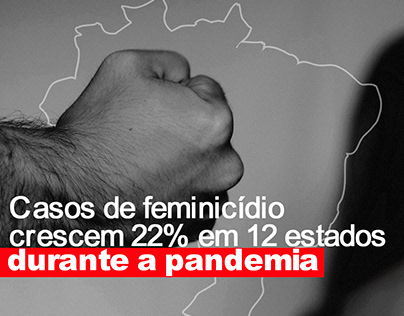 Casos de feminicídio
crescem 22% em 12 estados
durante a pandemia